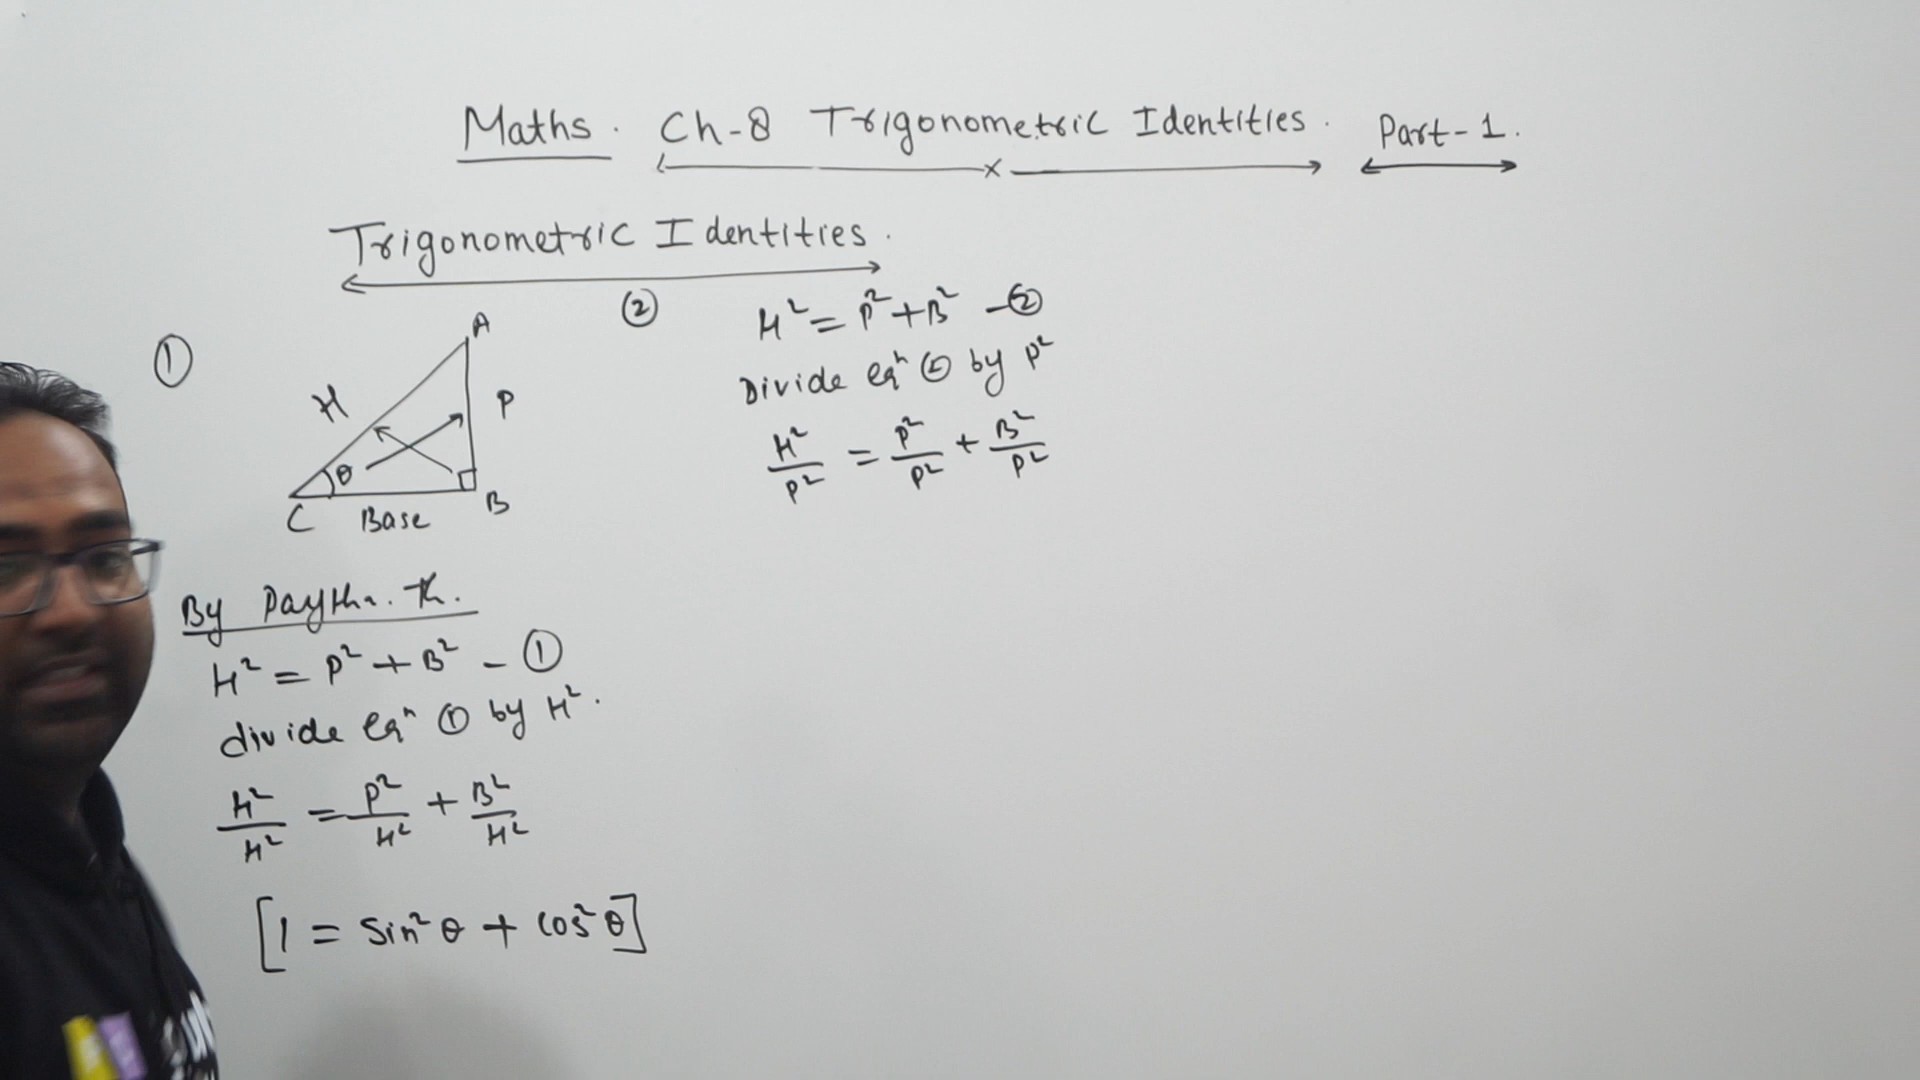 Maths. Ch-8 Trigonometric Identities. Part-1.
Trigonometric Identities.
①
A
H
P
θ
C Base B
By Paytha. Th.
H² = P² + B² - ①
divide eqⁿ ① by H².
H²/H² = P²/H² + B²/H²
[1 = Sin²θ + Cos²θ]
②
H² = P² + B² - ②
Divide eqⁿ ② by P²
H²/P² = P²/P² + B²/P²